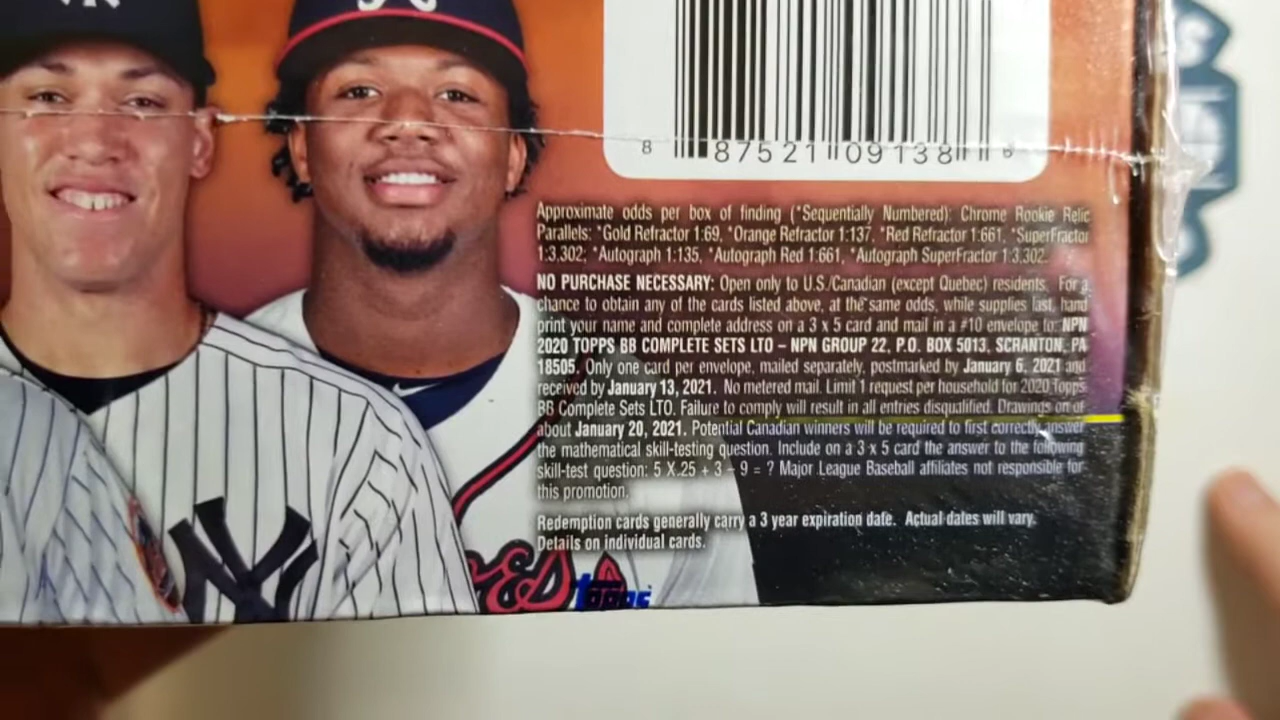 NY
A
8 87521 09138 6
Approximate odds per box of finding (*Sequentially Numbered): Chrome Rookie Relic
Parallels: *Gold Refractor 1:69, *Orange Refractor 1:137, *Red Refractor 1:661, *SuperFractor
1:3,302; *Autograph 1:135, *Autograph Red 1:661, *Autograph SuperFractor 1:3,302.
NO PURCHASE NECESSARY: Open only to U.S./Canadian (except Quebec) residents. For a
chance to obtain any of the cards listed above, at the same odds, while supplies last, hand
print your name and complete address on a 3 x 5 card and mail in a #10 envelope to: NPN
2020 TOPPS BB COMPLETE SETS LTO – NPN GROUP 22, P.O. BOX 5013, SCRANTON, PA
18505. Only one card per envelope, mailed separately, postmarked by January 6, 2021 and
received by January 13, 2021. No metered mail. Limit 1 request per household for 2020 Topps
BB Complete Sets LTO. Failure to comply will result in all entries disqualified. Drawings on or
about January 20, 2021. Potential Canadian winners will be required to first correctly answer
the mathematical skill-testing question. Include on a 3 x 5 card the answer to the following
skill-test question: 5 X 25 + 3 – 9 = ? Major League Baseball affiliates not responsible for
this promotion.
Redemption cards generally carry a 3 year expiration date. Actual dates will vary.
Details on individual cards.
NY
topps